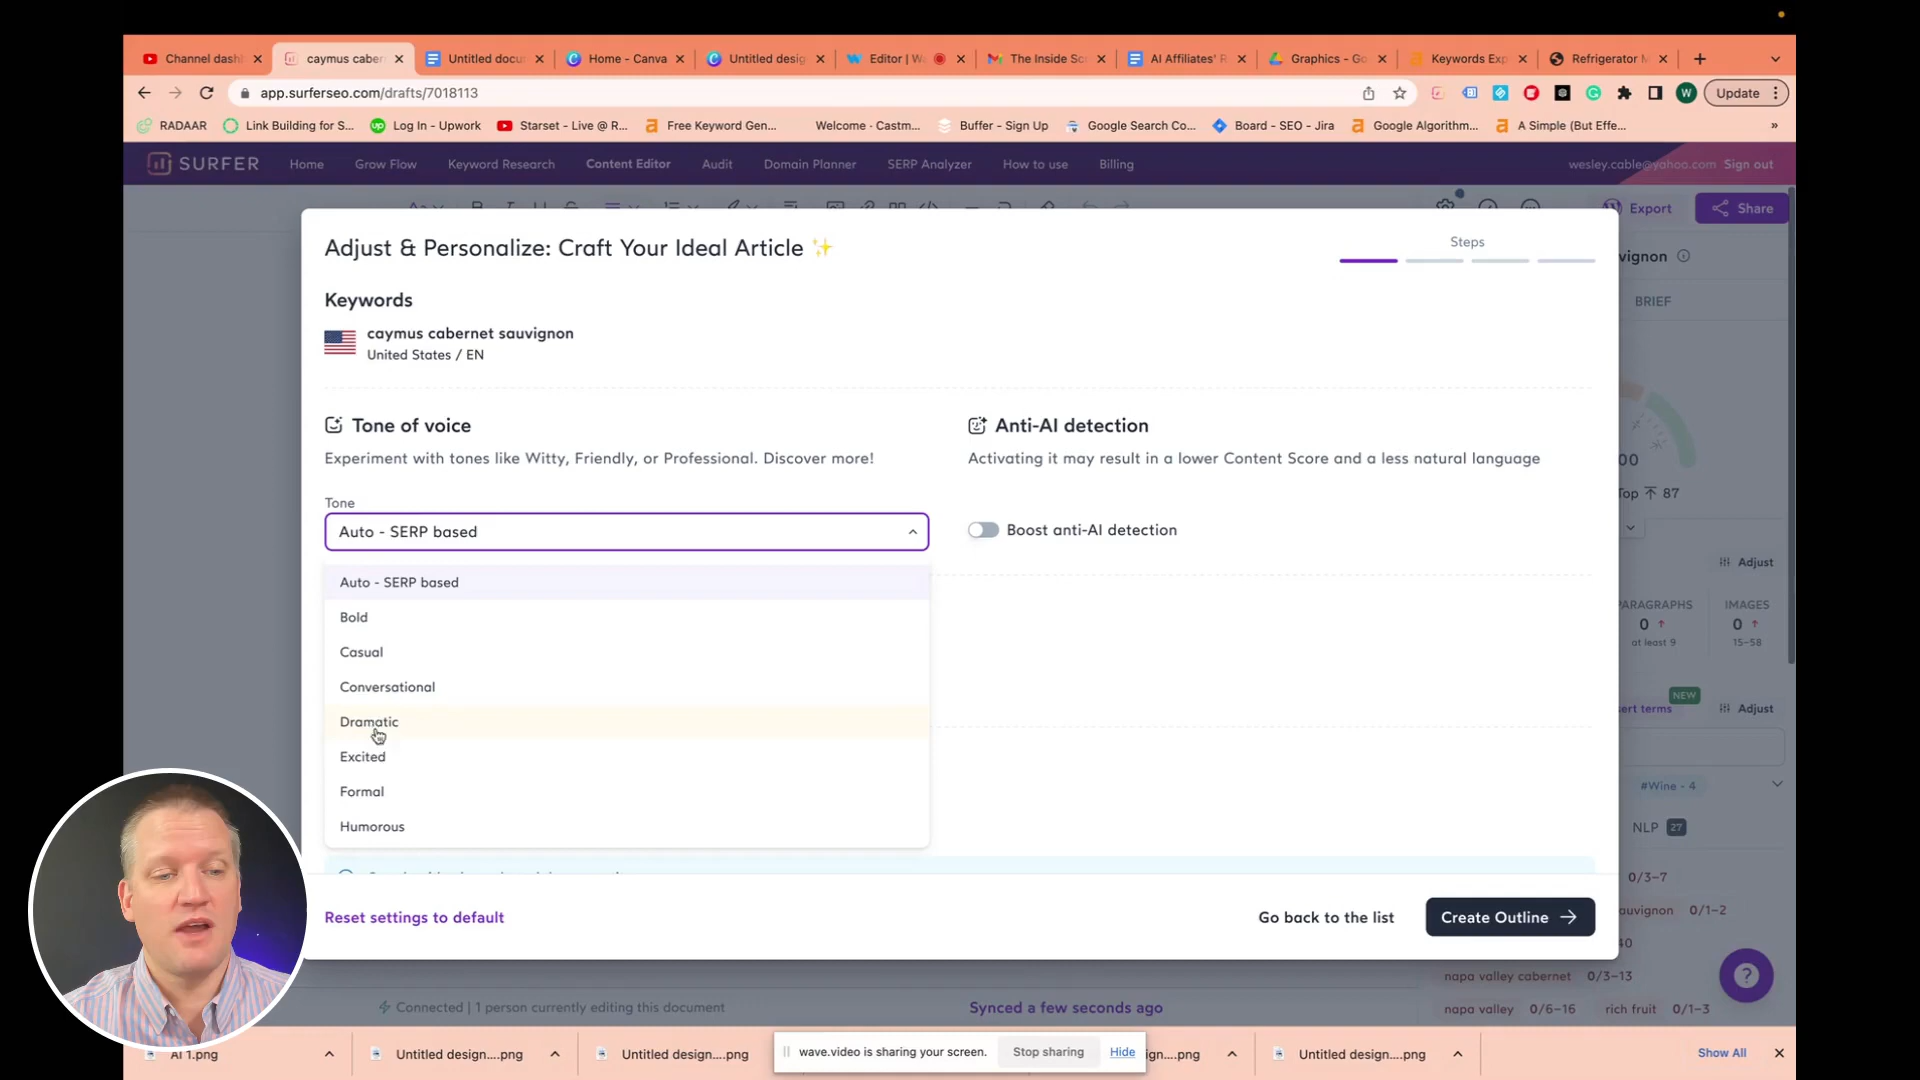 Channel dash
caymus caber
Untitled docu
Home - Canva
Untitled desig
Editor | W
The Inside Sc
AI Affiliates' R
Graphics - Go
Keywords Exp
Refrigerator M
app.surferseo.com/drafts/7018113
W
Update
RADAAR
Link Building for S...
Log In - Upwork
Starset - Live @ R...
Free Keyword Gen...
Welcome · Castm...
Buffer - Sign Up
Google Search Co...
Board - SEO - Jira
Google Algorithm...
A Simple (But Effe...
»
SURFER
Home
Grow Flow
Keyword Research
Content Editor
Audit
Domain Planner
SERP Analyzer
How to use
Billing
wesley.cable@yahoo.com
Sign out
Export
Share
Adjust & Personalize: Craft Your Ideal Article
Steps
vignon
BRIEF
Keywords
caymus cabernet sauvignon
United States / EN
Tone of voice
Experiment with tones like Witty, Friendly, or Professional. Discover more!
Anti-AI detection
Activating it may result in a lower Content Score and a less natural language
Tone
Auto - SERP based
Boost anti-AI detection
Auto - SERP based
Bold
Casual
Conversational
Dramatic
Excited
Formal
Humorous
00
Top 87
Adjust
PARAGRAPHS
0
at least 9
IMAGES
0
15–58
NEW
ert terms
Adjust
#Wine - 4
NLP 27
0/3–7
auvignon 0/1–2
40
napa valley cabernet 0/3–13
napa valley 0/6–16 rich fruit 0/1–3
Reset settings to default
Go back to the list
Create Outline
?
Connected | 1 person currently editing this document
Synced a few seconds ago
AI 1.png
Untitled design....png
Untitled design....png
wave.video is sharing your screen.
Stop sharing
Hide
ign....png
Untitled design....png
Show All